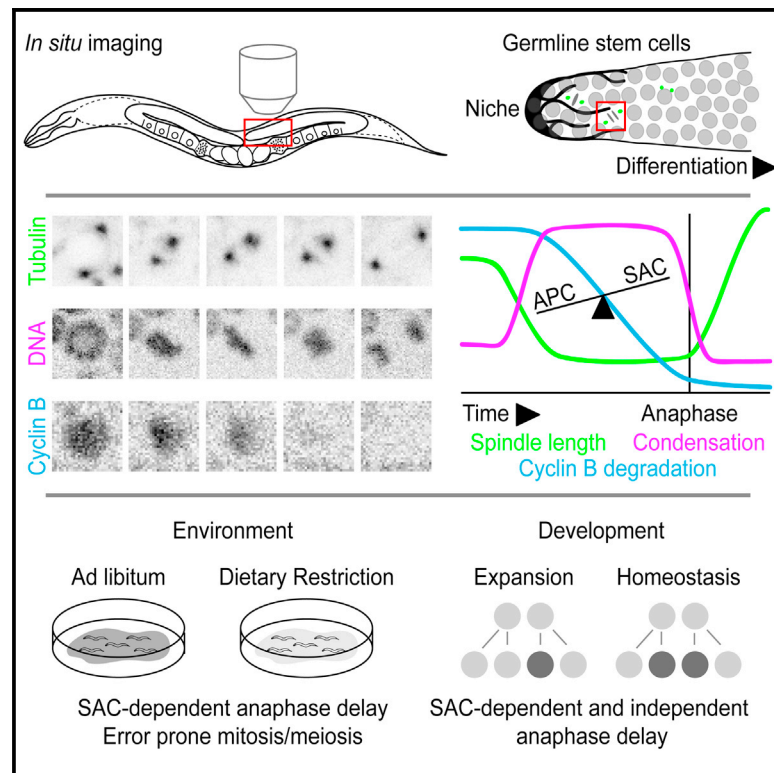 In situ imaging
Germline stem cells
Niche
Differentiation
Tubulin
DNA
Cyclin B
APC
SAC
Time
Anaphase
Spindle length
Condensation
Cyclin B degradation
Environment
Ad libitum
Dietary Restriction
SAC-dependent anaphase delay
Error prone mitosis/meiosis
Development
Expansion
Homeostasis
SAC-dependent and independent
anaphase delay